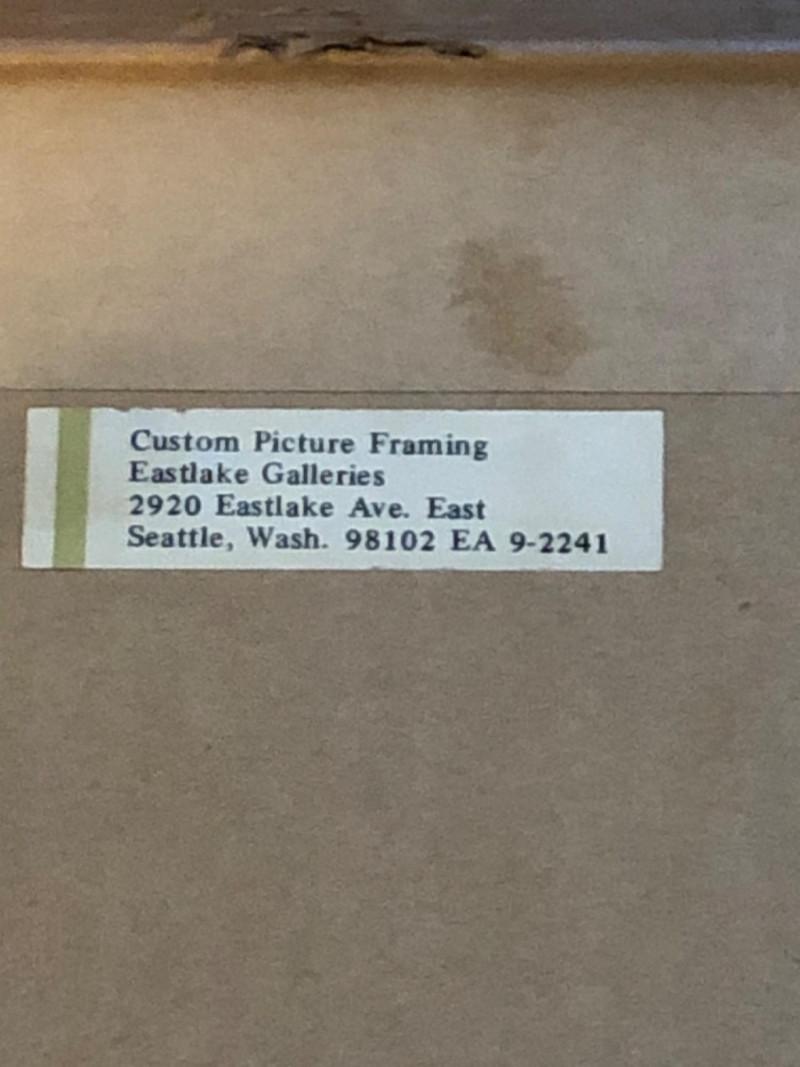 Custom Picture Framing
Eastlake Galleries
2920 Eastlake Ave. East
Seattle, Wash. 98102 EA 9-2241